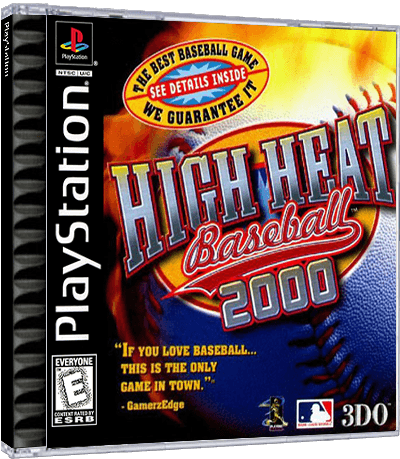 PlayStation
PlayStation
NTSC U/C
PlayStation
THE BEST BASEBALL GAME
SEE DETAILS INSIDE
WE GUARANTEE IT
HIGH HEAT
Baseball
2000
"IF YOU LOVE BASEBALL...
THIS IS THE ONLY
GAME IN TOWN."
- GamerzEdge
EVERYONE
E
CONTENT RATED BY
ESRB
3DO